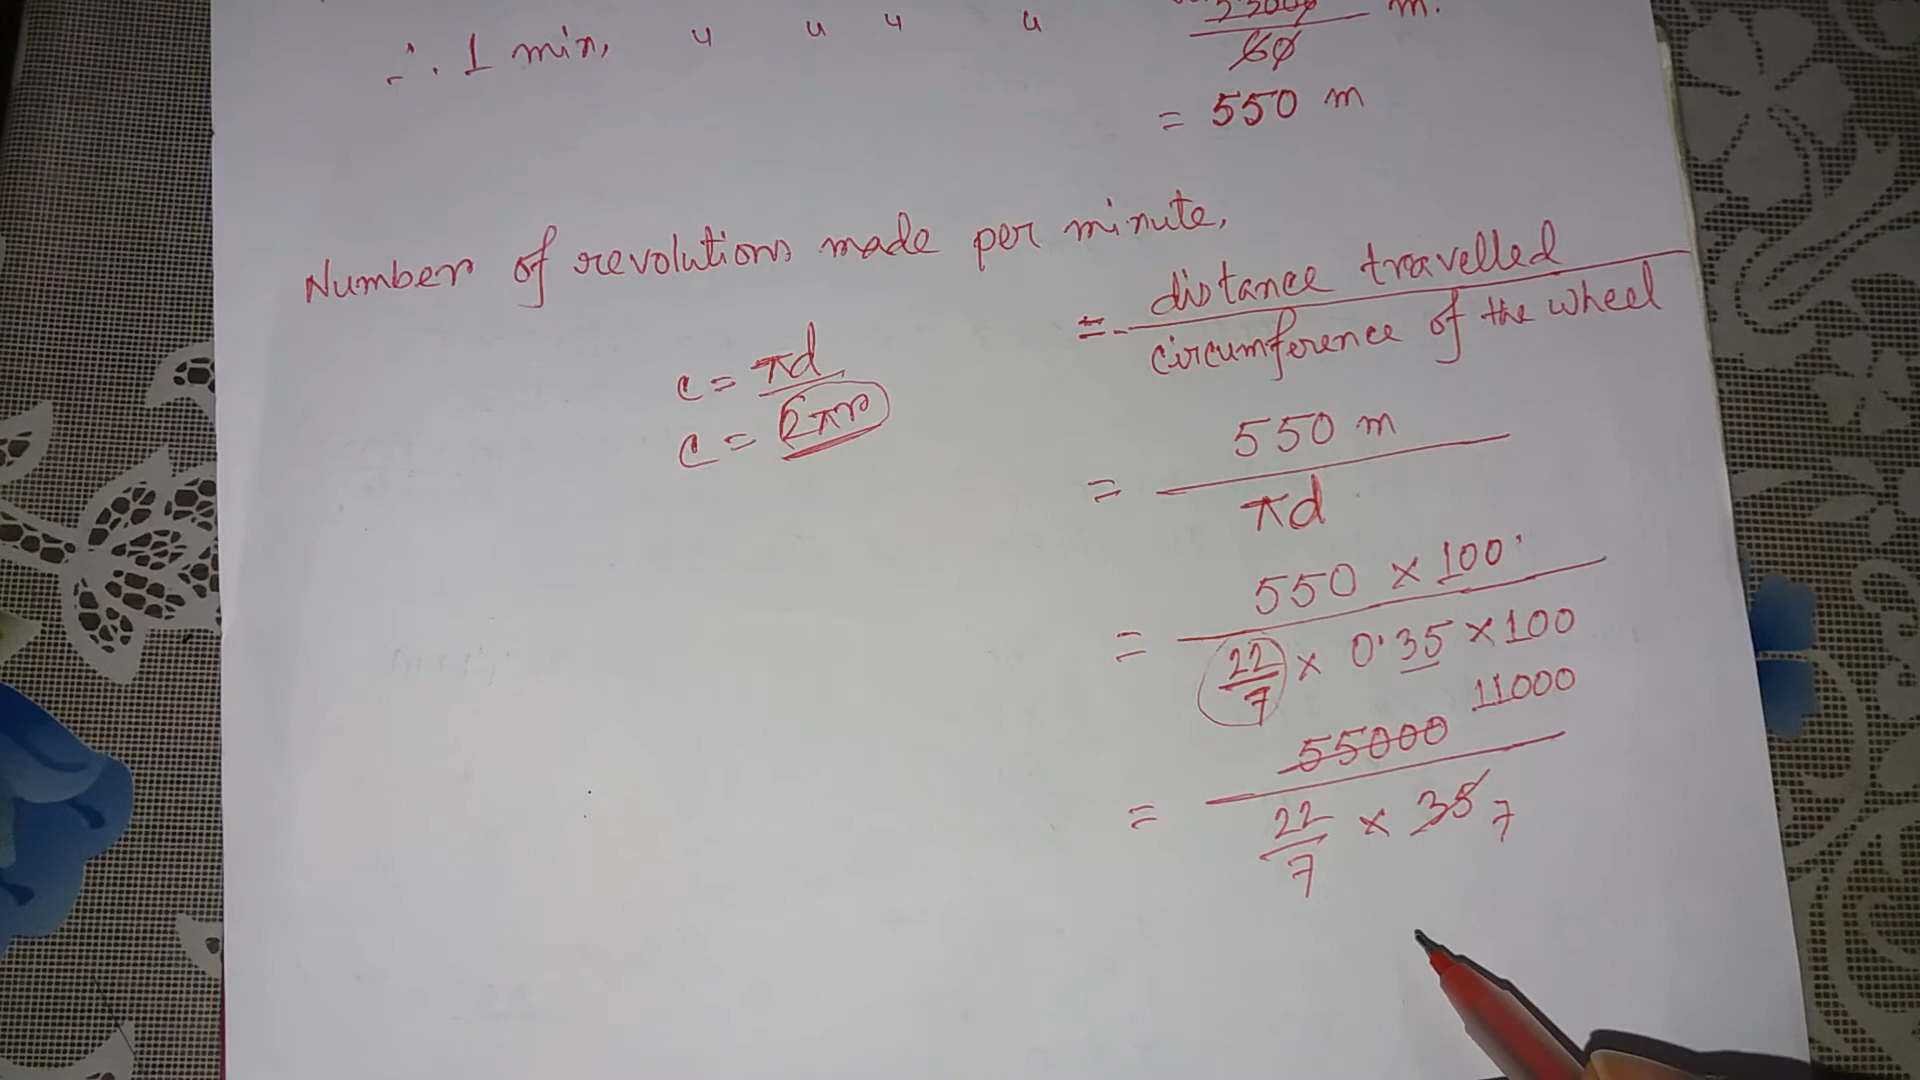 ∴ 1 min, " " " " 33000/60 m.
= 550 m
Number of revolutions made per minute,
= distance travelled / circumference of the wheel
c = πd
c = 2πr
= 550 m / πd
= 550 × 100 / 22/7 × 0.35 × 100
11000
= 55000 / 22/7 × 35 7